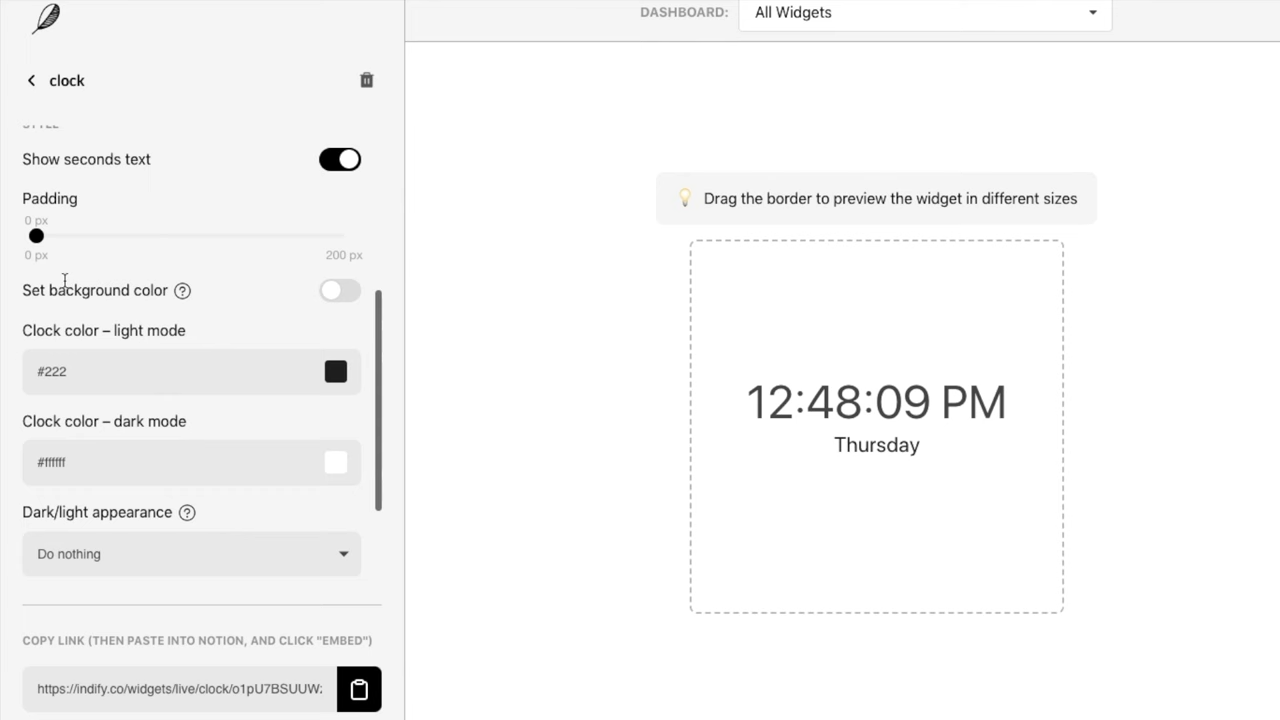 DASHBOARD:
All Widgets
clock
Show seconds text
Padding
0 px
0 px
200 px
Set background color ?
Clock color – light mode
#222
Clock color – dark mode
#ffffff
Dark/light appearance ?
Do nothing
COPY LINK (THEN PASTE INTO NOTION, AND CLICK "EMBED")
https://indify.co/widgets/live/clock/o1pU7BSUUW
Drag the border to preview the widget in different sizes
12:48:09 PM
Thursday